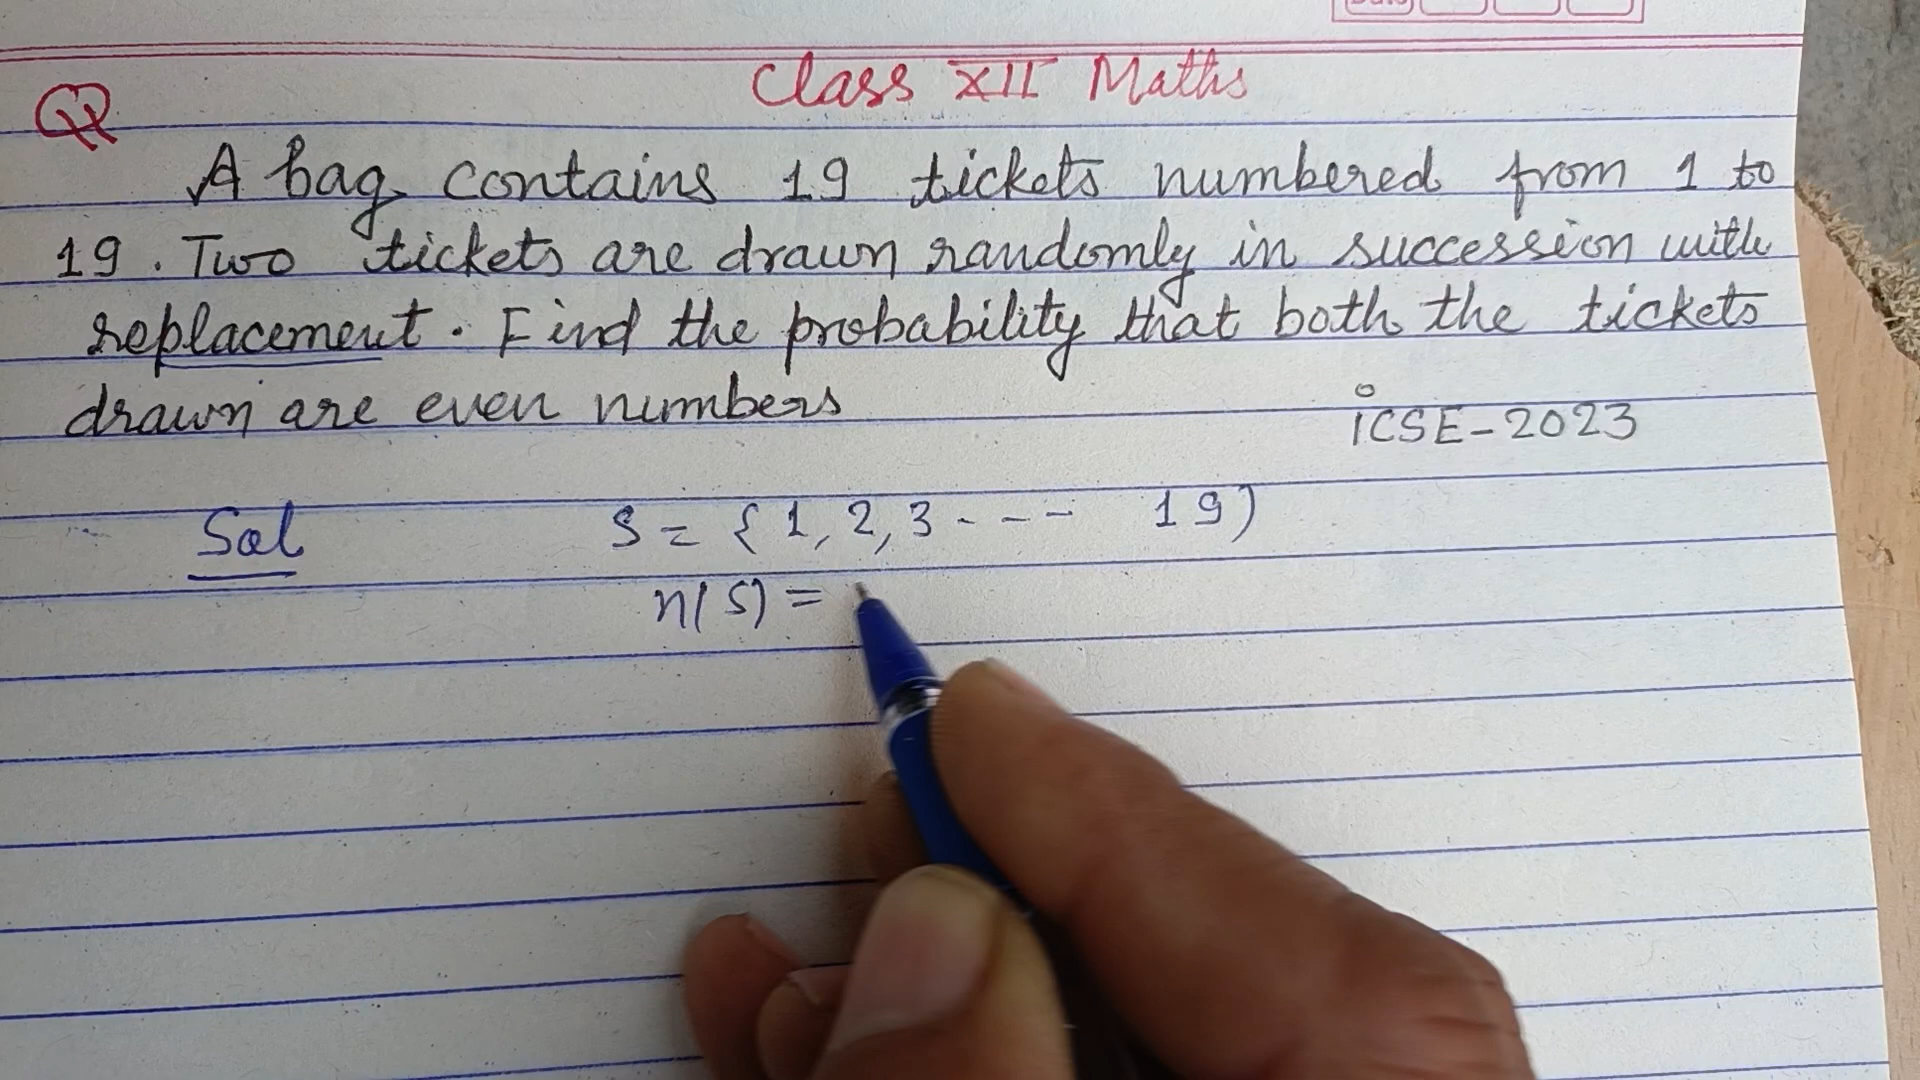 Class XII Maths
Q
A bag contains 19 tickets numbered from 1 to
19. Two tickets are drawn randomly in succession with
replacement. Find the probability that both the tickets
drawn are even numbers
iCSE-2023
Sol S = {1, 2, 3 - - - 19)
n(S) =